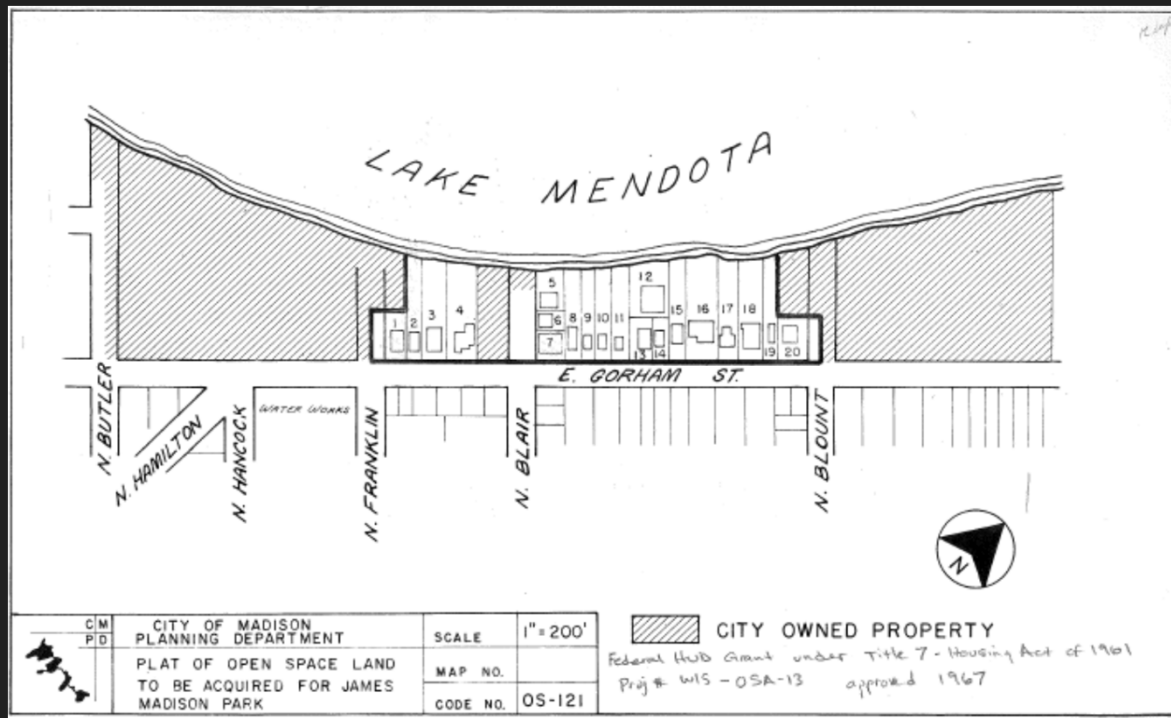 LAKE MENDOTA
1 2 3 4 5 6 7 8 9 10 11 12 13 14 15 16 17 18 19 20
E. GORHAM ST.
WATER WORKS
N. BUTLER
N. HAMILTON
N. HANCOCK
N. FRANKLIN
N. BLAIR
N. BLOUNT
N
C M
P D
CITY OF MADISON
PLANNING DEPARTMENT
PLAT OF OPEN SPACE LAND
TO BE ACQUIRED FOR JAMES
MADISON PARK
SCALE 1"=200'
MAP NO.
CODE NO. OS-121
CITY OWNED PROPERTY
Federal HUD Grant under Title 7 - Housing Act of 1961
Proj # WIS - OSA-13 approved 1967